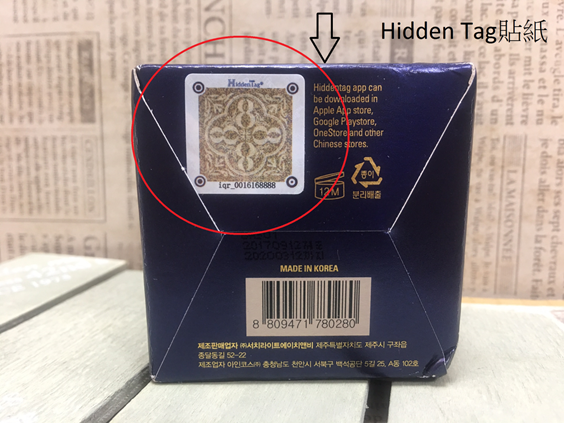 Hidden Tag貼紙
HiddenTag®
iqr_0016168888
Hiddentag app can
be downloaded in
Apple App store,
Google Playstore,
OneStore and other
Chinese stores.
12M
종이
분리배출
MADE IN KOREA
8 809471 780280
제조판매업자 ㈜서치라이트에이치앤비 제주특별자치도 제주시 구좌읍
종달동길 52-22
제조업자 아인코스㈜ 충청남도 천안시 서북구 백석공단 5길 25, A동 102호